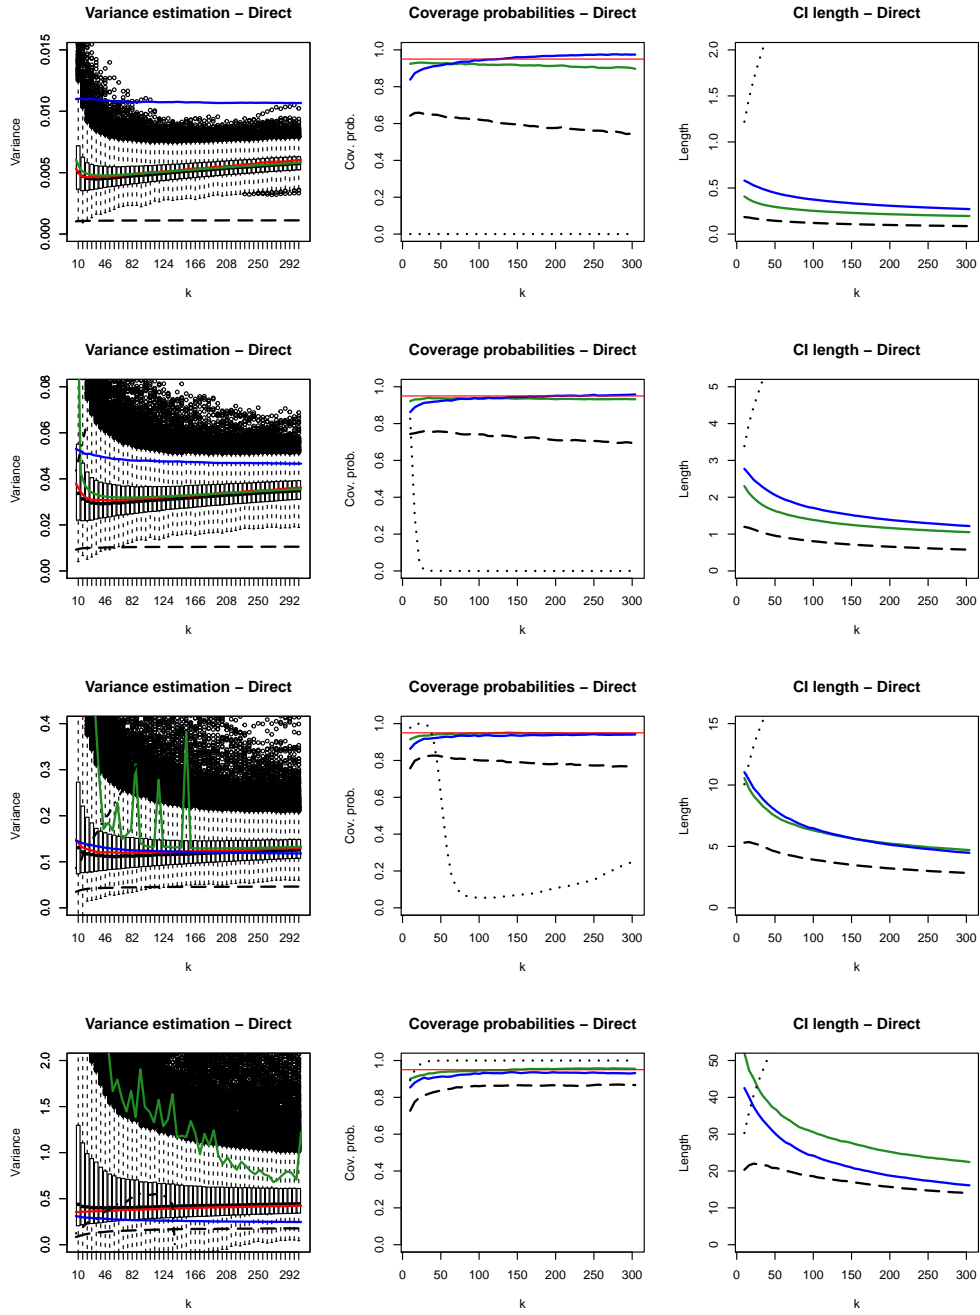 Variance estimation – Direct
Coverage probabilities – Direct
CI length – Direct
Variance
0.000 0.005 0.010 0.015
10 46 82 124 166 208 250 292
k
Cov. prob.
0.0 0.2 0.4 0.6 0.8 1.0
0 50 100 150 200 250 300
k
Length
0.0 0.5 1.0 1.5 2.0
0 50 100 150 200 250 300
k
Variance estimation – Direct
Coverage probabilities – Direct
CI length – Direct
Variance
0.00 0.02 0.04 0.06 0.08
10 46 82 124 166 208 250 292
k
Cov. prob.
0.0 0.2 0.4 0.6 0.8 1.0
0 50 100 150 200 250 300
k
Length
0 1 2 3 4 5
0 50 100 150 200 250 300
k
Variance estimation – Direct
Coverage probabilities – Direct
CI length – Direct
Variance
0.0 0.1 0.2 0.3 0.4
10 46 82 124 166 208 250 292
k
Cov. prob.
0.0 0.2 0.4 0.6 0.8 1.0
0 50 100 150 200 250 300
k
Length
0 5 10 15
0 50 100 150 200 250 300
k
Variance estimation – Direct
Coverage probabilities – Direct
CI length – Direct
Variance
0.0 0.5 1.0 1.5 2.0
10 46 82 124 166 208 250 292
k
Cov. prob.
0.0 0.2 0.4 0.6 0.8 1.0
0 50 100 150 200 250 300
k
Length
0 10 20 30 40 50
0 50 100 150 200 250 300
k